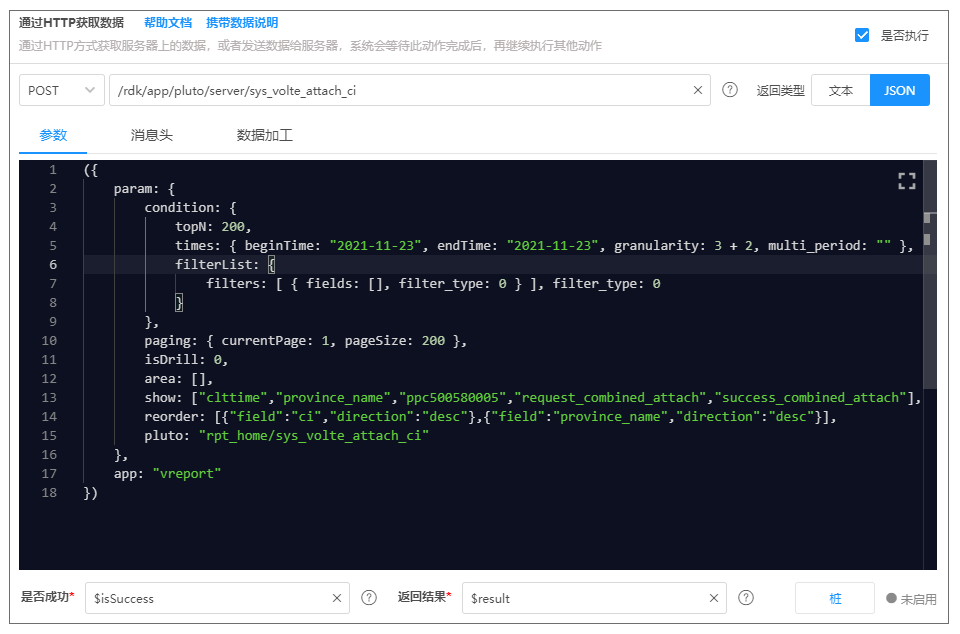 通过HTTP获取数据 帮助文档 携带数据说明
通过HTTP方式获取服务器上的数据，或者发送数据给服务器，系统会等待此动作完成后，再继续执行其他动作
是否执行
POST /rdk/app/pluto/server/sys_volte_attach_ci 返回类型 文本 JSON
参数 消息头 数据加工
1 ({
2 param: {
3 condition: {
4 topN: 200,
5 times: { beginTime: "2021-11-23", endTime: "2021-11-23", granularity: 3 + 2, multi_period: "" },
6 filterList: {
7 filters: [ { fields: [], filter_type: 0 } ], filter_type: 0
8 }
9 },
10 paging: { currentPage: 1, pageSize: 200 },
11 isDrill: 0,
12 area: [],
13 show: ["clttime","province_name","ppc500580005","request_combined_attach","success_combined_attach"],
14 reorder: [{"field":"ci","direction":"desc"},{"field":"province_name","direction":"desc"}],
15 pluto: "rpt_home/sys_volte_attach_ci"
16 },
17 app: "vreport"
18 })
是否成功* $isSuccess 返回结果* $result 桩 未启用